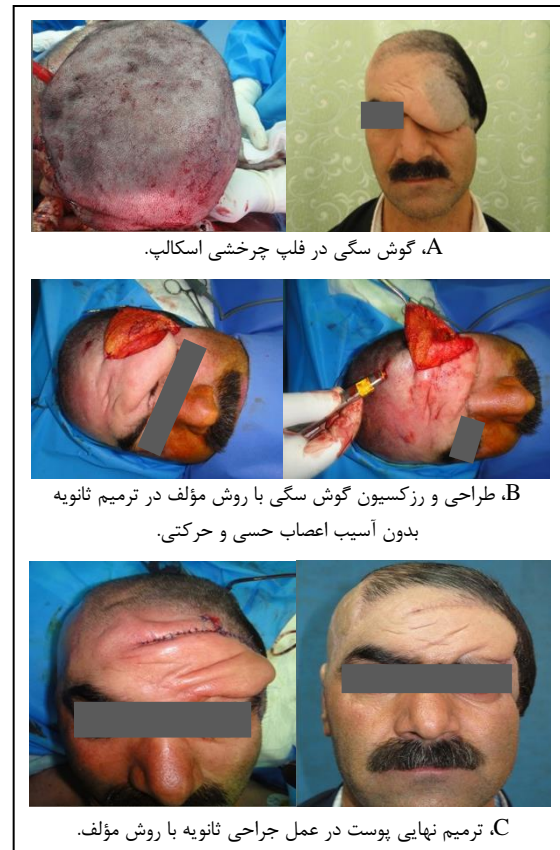 A، گوش سگی در فلپ چرخشی اسکالپ.
B، طراحی و رزکسیون گوش سگی با روش مؤلف در ترمیم ثانویه
بدون آسیب اعصاب حسی و حرکتی.
C، ترمیم نهایی پوست در عمل جراحی ثانویه با روش مؤلف.